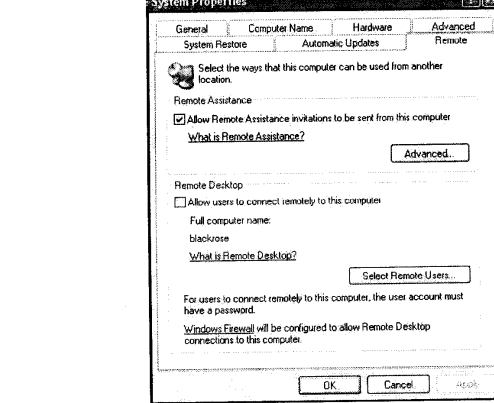 System Properties
General Computer Name Hardware Advanced
System Restore Automatic Updates Remote
Select the ways that this computer can be used from another
location.
Remote Assistance
Allow Remote Assistance invitations to be sent from this computer
What is Remote Assistance?
Advanced...
Remote Desktop
Allow users to connect remotely to this computer
Full computer name:
blackrose
What is Remote Desktop?
Select Remote Users...
For users to connect remotely to this computer, the user account must
have a password.
Windows Firewall will be configured to allow Remote Desktop
connections to this computer.
OK Cancel Apply